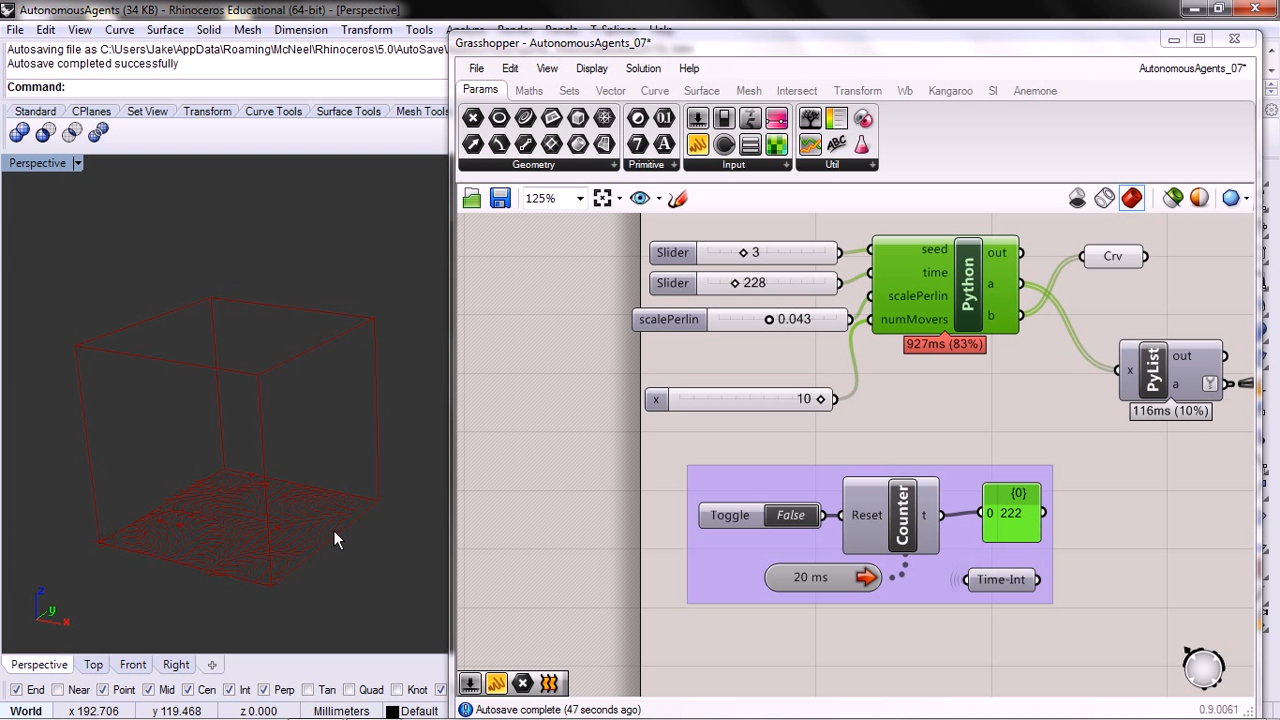 AutonomousAgents (34 KB) - Rhinoceros Educational (64-bit) - [Perspective]
File Edit View Curve Surface Solid Mesh Dimension Transform Tools
Autosaving file as C:\Users\Jake\AppData\Roaming\McNeel\Rhinoceros\5.0\AutoSave\
Autosave completed successfully
Command:
Standard CPlanes Set View Transform Curve Tools Surface Tools Mesh Tools
Perspective
z
y
x
Perspective Top Front Right
End Near Point Mid Cen Int Perp Tan Quad Knot
World x 192.706 y 119.468 z 0.000 Millimeters Default
Grasshopper - AutonomousAgents_07*
File Edit View Display Solution Help AutonomousAgents_07*
Params Maths Sets Vector Curve Surface Mesh Intersect Transform Wb Kangaroo Anemone
0.1
7 A
ABC
Geometry Primitive Input Util
125%
Slider 3
Slider 228
scalePerlin 0.043
x 10
seed
time
scalePerlin
numMovers
Python
out
a
b
927ms (83%)
Crv
x
PyList
out
a
116ms (10%)
Toggle False
Reset Counter t
{0}
0 222
20 ms
Time-Int
Autosave complete (47 seconds ago) 0.9.0061